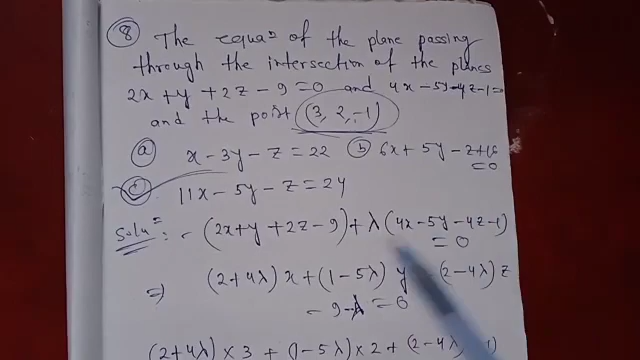 8 The equaⁿ of the plane passing
through the intersection of the planes
2x + y + 2z - 9 = 0 and 4x - 5y - 4z - 1 = 0
and the point (3, 2, -1)
a x - 3y - z = 22 b 6x + 5y - z + 16 = 0
c 11x - 5y - z = 24
Soluⁿ :- (2x + y + 2z - 9) + λ (4x - 5y - 4z - 1) = 0
⇒ (2 + 4λ) x + (1 - 5λ) y (2 - 4λ) z
- 9 - λ = 0
(2 + 4λ) × 3 + (1 - 5λ) × 2 + (2 - 4λ)